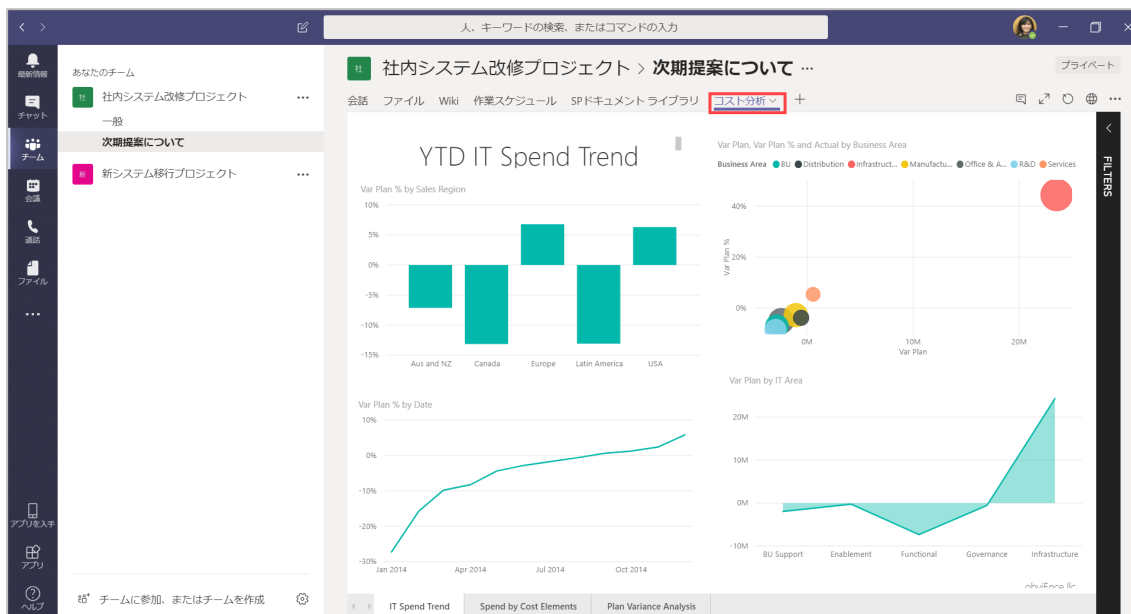 人、キーワードの検索、またはコマンドの入力
最新情報
チャット
チーム
会議
通話
ファイル
アプリを入手
アプリ
ヘルプ
あなたのチーム
社 社内システム改修プロジェクト ...
一般
次期提案について
新 新システム移行プロジェクト ...
チームに参加、またはチームを作成
社 社内システム改修プロジェクト > 次期提案について ...
プライベート
会話 ファイル Wiki 作業スケジュール SPドキュメント ライブラリ コスト分析 +
YTD IT Spend Trend
Var Plan % by Sales Region
10%
5%
0%
-5%
-10%
-15%
Aus and NZ Canada Europe Latin America USA
Var Plan, Var Plan % and Actual by Business Area
Business Area BU Distribution Infrastruct... Manufactu... Office & A... R&D Services
40%
20%
0%
Var Plan %
0M 10M 20M
Var Plan
Var Plan % by Date
10%
0%
-10%
-20%
-30%
Jan 2014 Apr 2014 Jul 2014 Oct 2014
Var Plan by IT Area
20M
10M
0M
-10M
BU Support Enablement Functional Governance Infrastructure
obviEnce llc
FILTERS
IT Spend Trend Spend by Cost Elements Plan Variance Analysis